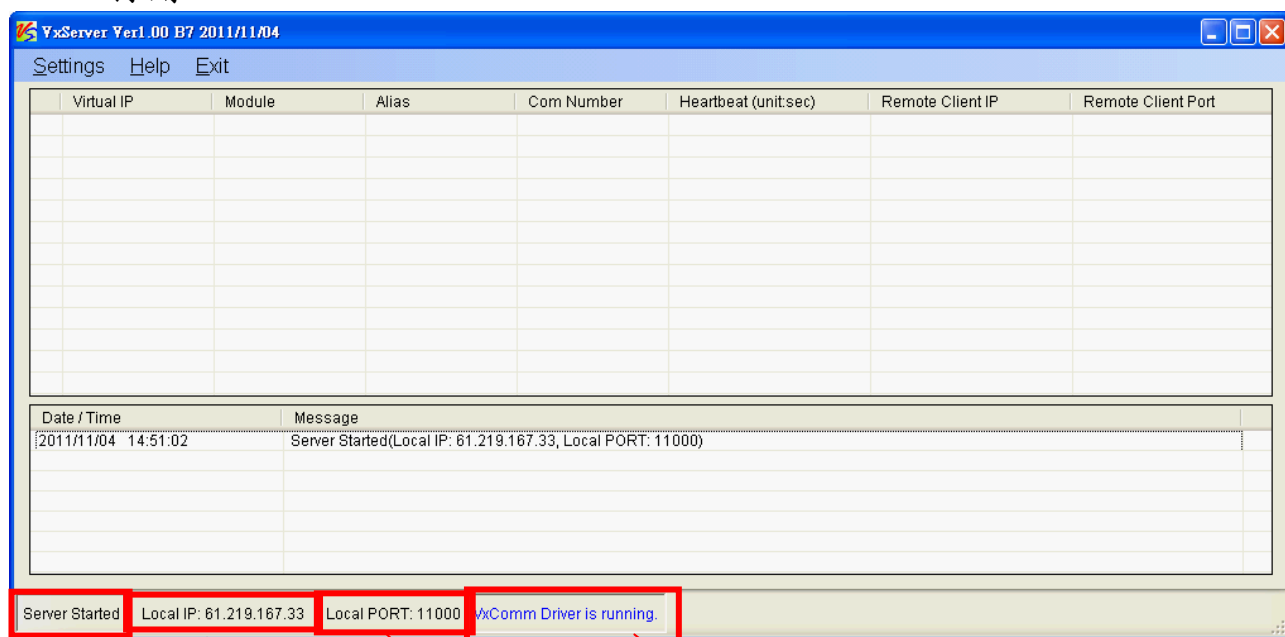 VxServer Ver1.00 B7 2011/11/04
Settings Help Exit
Virtual IP Module Alias Com Number Heartbeat (unit:sec) Remote Client IP Remote Client Port
Date / Time Message
2011/11/04 14:51:02 Server Started(Local IP: 61.219.167.33, Local PORT: 11000)
Server Started Local IP: 61.219.167.33 Local PORT: 11000 VxComm Driver is running.